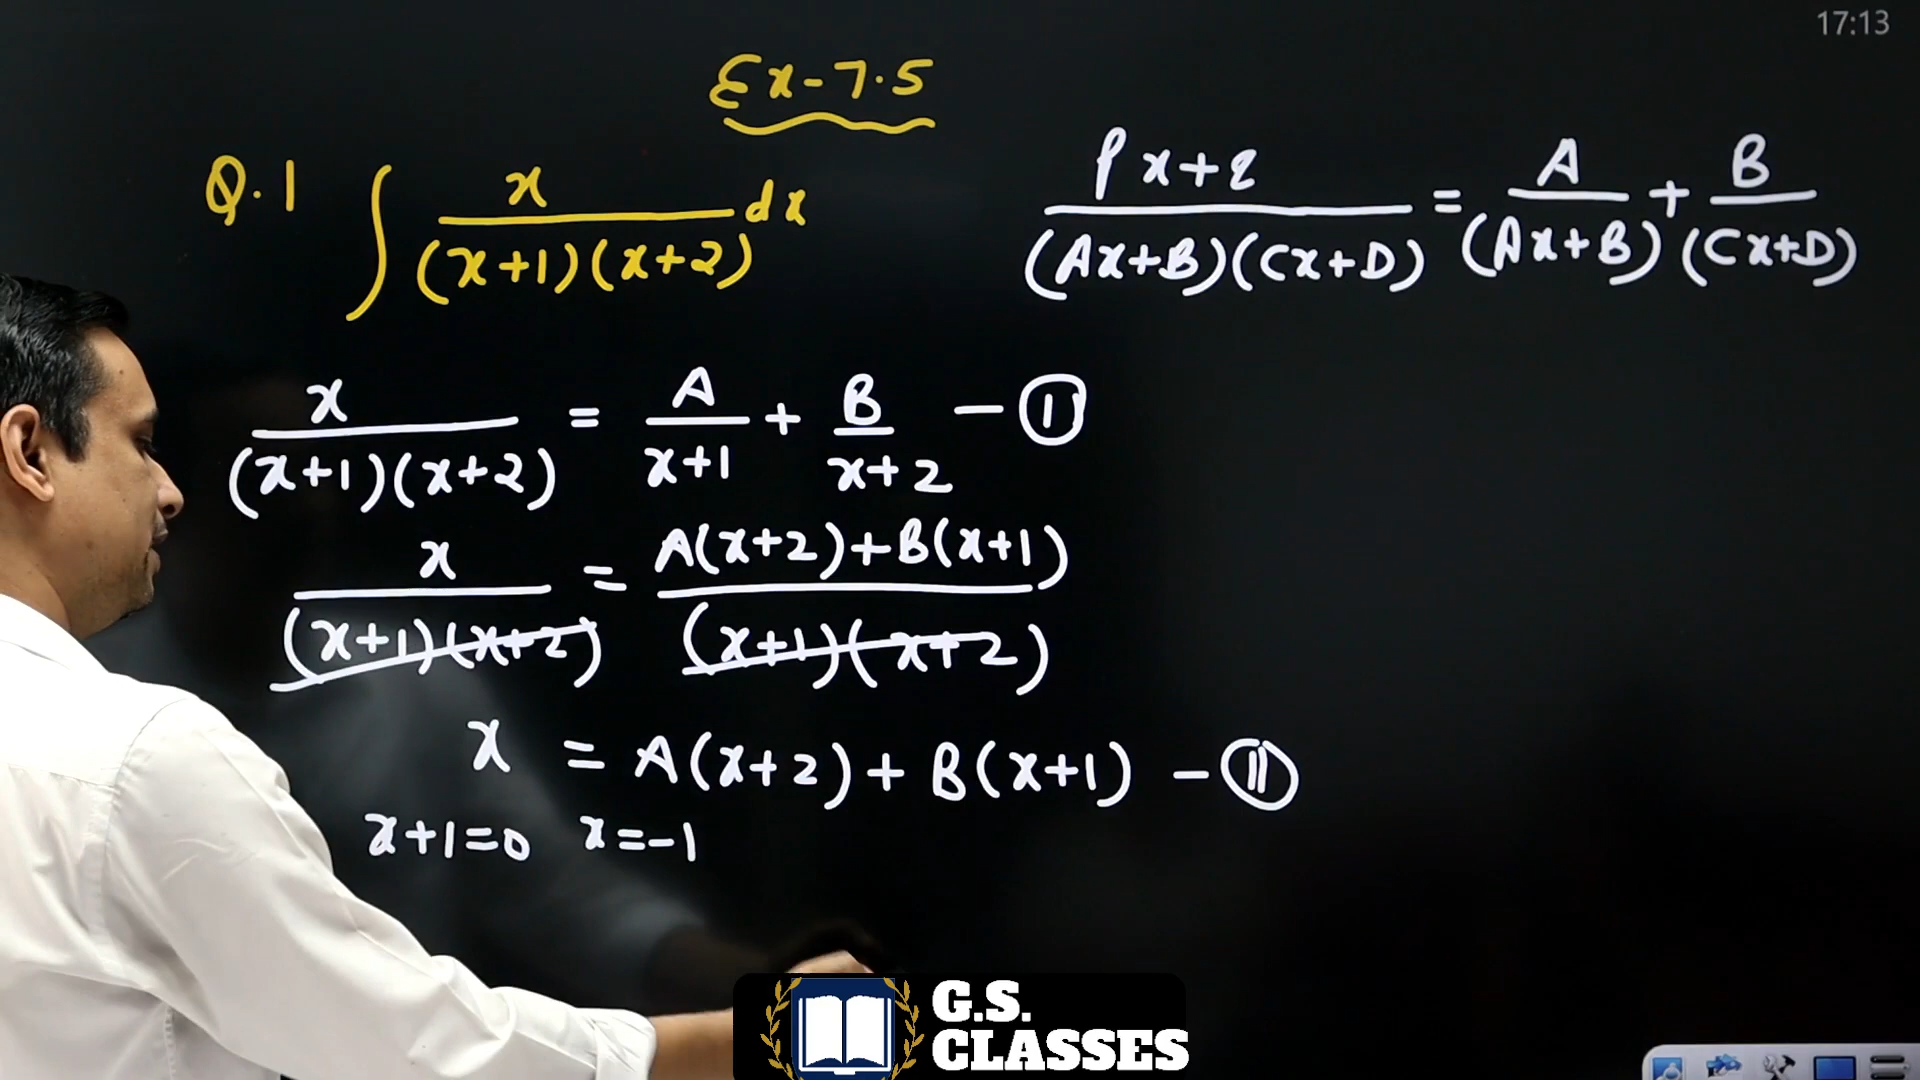 17:13
Ex-7.5
Q.1 ∫ x / (x+1)(x+2) dx
Px+q / (Ax+B)(Cx+D) = A / (Ax+B) + B / (Cx+D)
x / (x+1)(x+2) = A / x+1 + B / x+2 — ①
x / (x+1)(x+2) = A(x+2)+B(x+1) / (x+1)(x+2)
x = A(x+2) + B(x+1) — Ⅱ
x+1=0 x=-1
G.S.
CLASSES